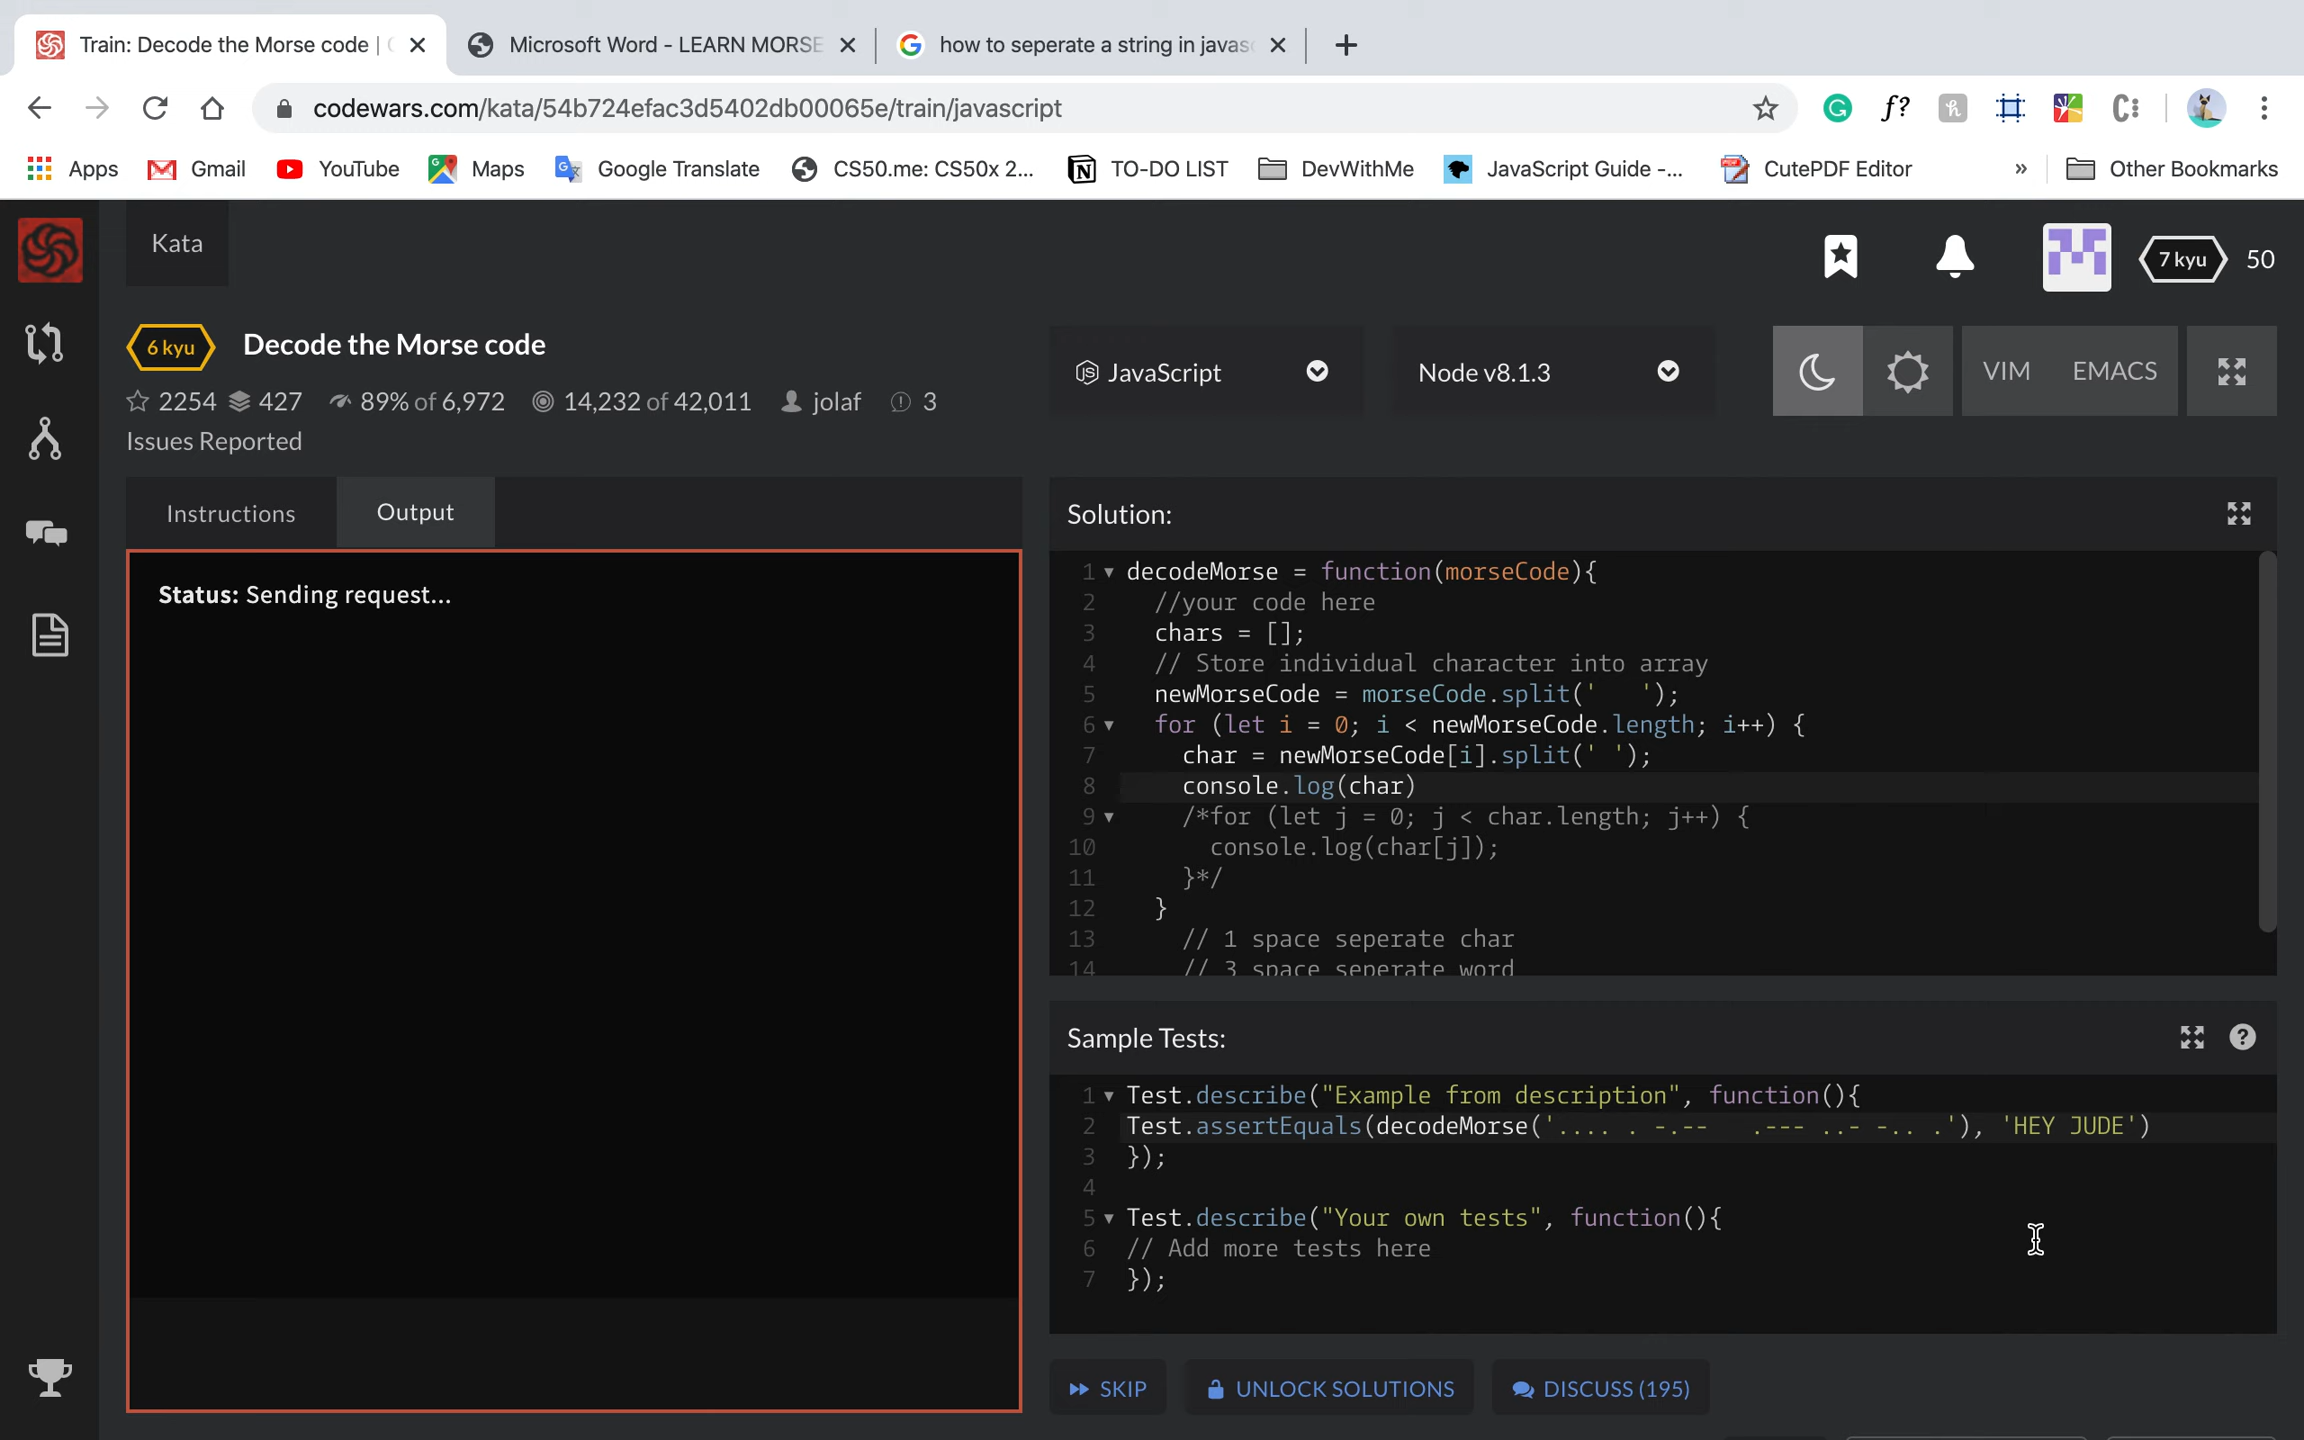 Train: Decode the Morse code |
Microsoft Word - LEARN MORSE
how to seperate a string in javas
codewars.com/kata/54b724efac3d5402db00065e/train/javascript
f?
Apps Gmail YouTube Maps Google Translate CS50.me: CS50x 2... TO-DO LIST DevWithMe JavaScript Guide -... CutePDF Editor » Other Bookmarks
Kata
7 kyu 50
6 kyu Decode the Morse code
2254 427 89% of 6,972 14,232 of 42,011 jolaf 3
Issues Reported
JavaScript
Node v8.1.3
VIM EMACS
Instructions Output
Status: Sending request...
Solution:
1 decodeMorse = function(morseCode){
2 //your code here
3 chars = [];
4 // Store individual character into array
5 newMorseCode = morseCode.split('   ');
6 for (let i = 0; i < newMorseCode.length; i++) {
7 char = newMorseCode[i].split(' ');
8 console.log(char)
9 /*for (let j = 0; j < char.length; j++) {
10 console.log(char[j]);
11 }*/
12 }
13 // 1 space seperate char
14 // 3 space seperate word
Sample Tests:
1 Test.describe("Example from description", function(){
2 Test.assertEquals(decodeMorse('.... . -.--   .--- ..- -.. .'), 'HEY JUDE')
3 });
4
5 Test.describe("Your own tests", function(){
6 // Add more tests here
7 });
SKIP UNLOCK SOLUTIONS DISCUSS (195)